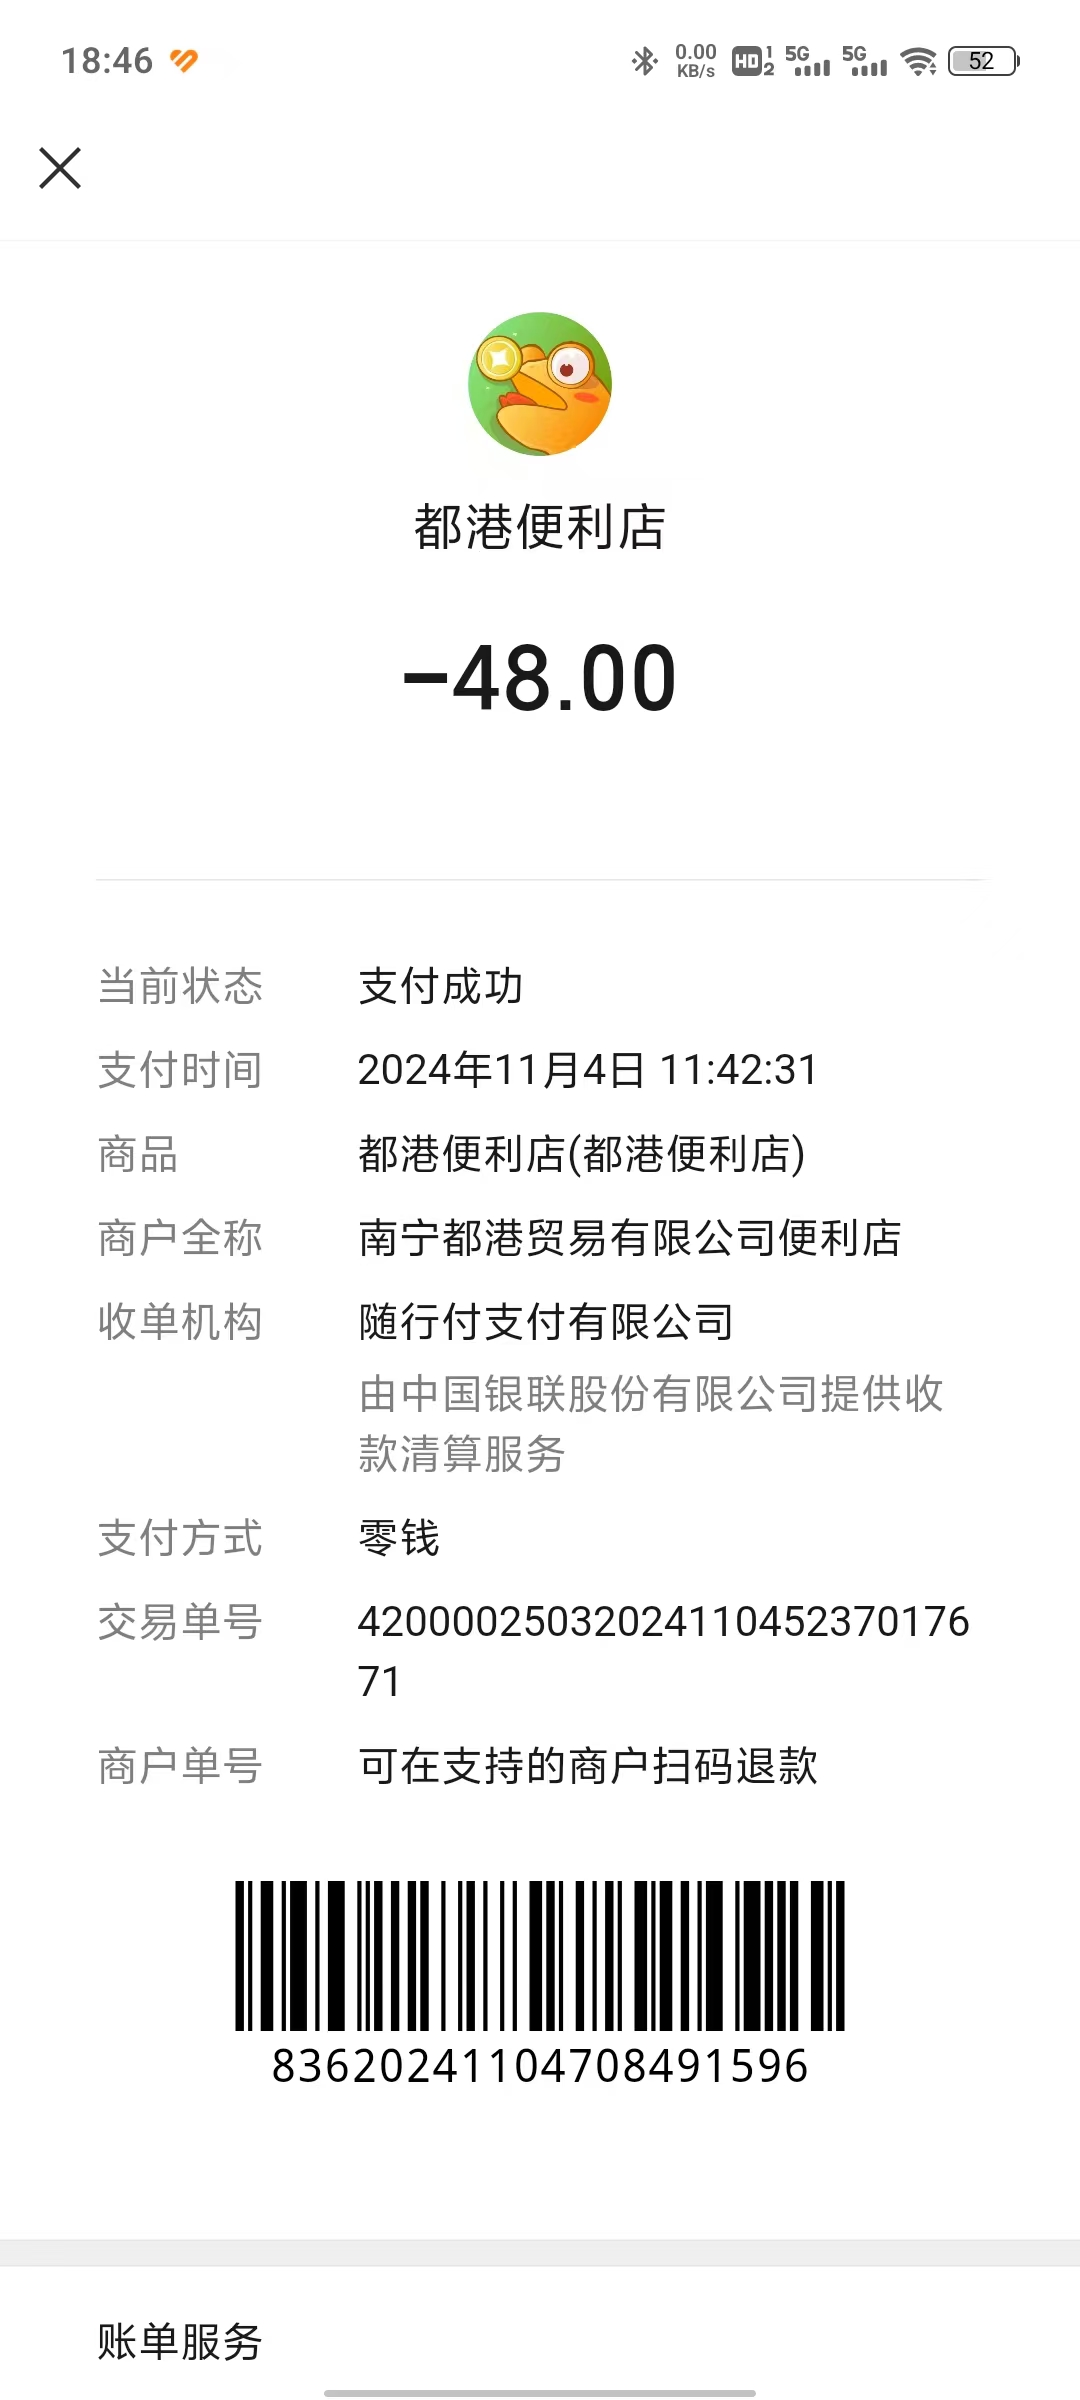 18:46
0.00
KB/s
HD 1 2
5G
5G
52
都港便利店
-48.00
当前状态 支付成功
支付时间 2024年11月4日 11:42:31
商品 都港便利店(都港便利店)
商户全称 南宁都港贸易有限公司便利店
收单机构 随行付支付有限公司
由中国银联股份有限公司提供收
款清算服务
支付方式 零钱
交易单号 42000025032024110452370176
71
商户单号 可在支持的商户扫码退款
83620241104708491596
账单服务